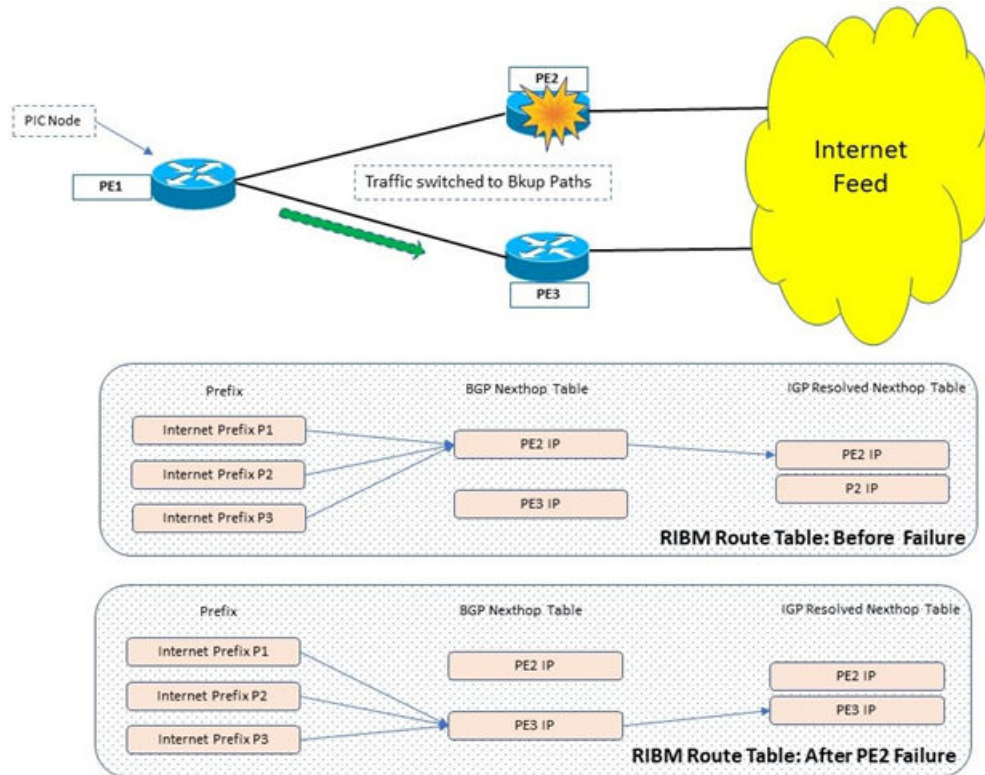 PE2
PIC Node
PE1
Traffic switched to Bkup Paths
Internet
Feed
PE3
Prefix
BGP Nexthop Table
IGP Resolved Nexthop Table
Internet Prefix P1
PE2 IP
PE2 IP
Internet Prefix P2
P2 IP
PE3 IP
Internet Prefix P3
RIBM Route Table: Before Failure
Prefix
BGP Nexthop Table
IGP Resolved Nexthop Table
Internet Prefix P1
PE2 IP
PE2 IP
Internet Prefix P2
PE3 IP
PE3 IP
Internet Prefix P3
RIBM Route Table: After PE2 Failure